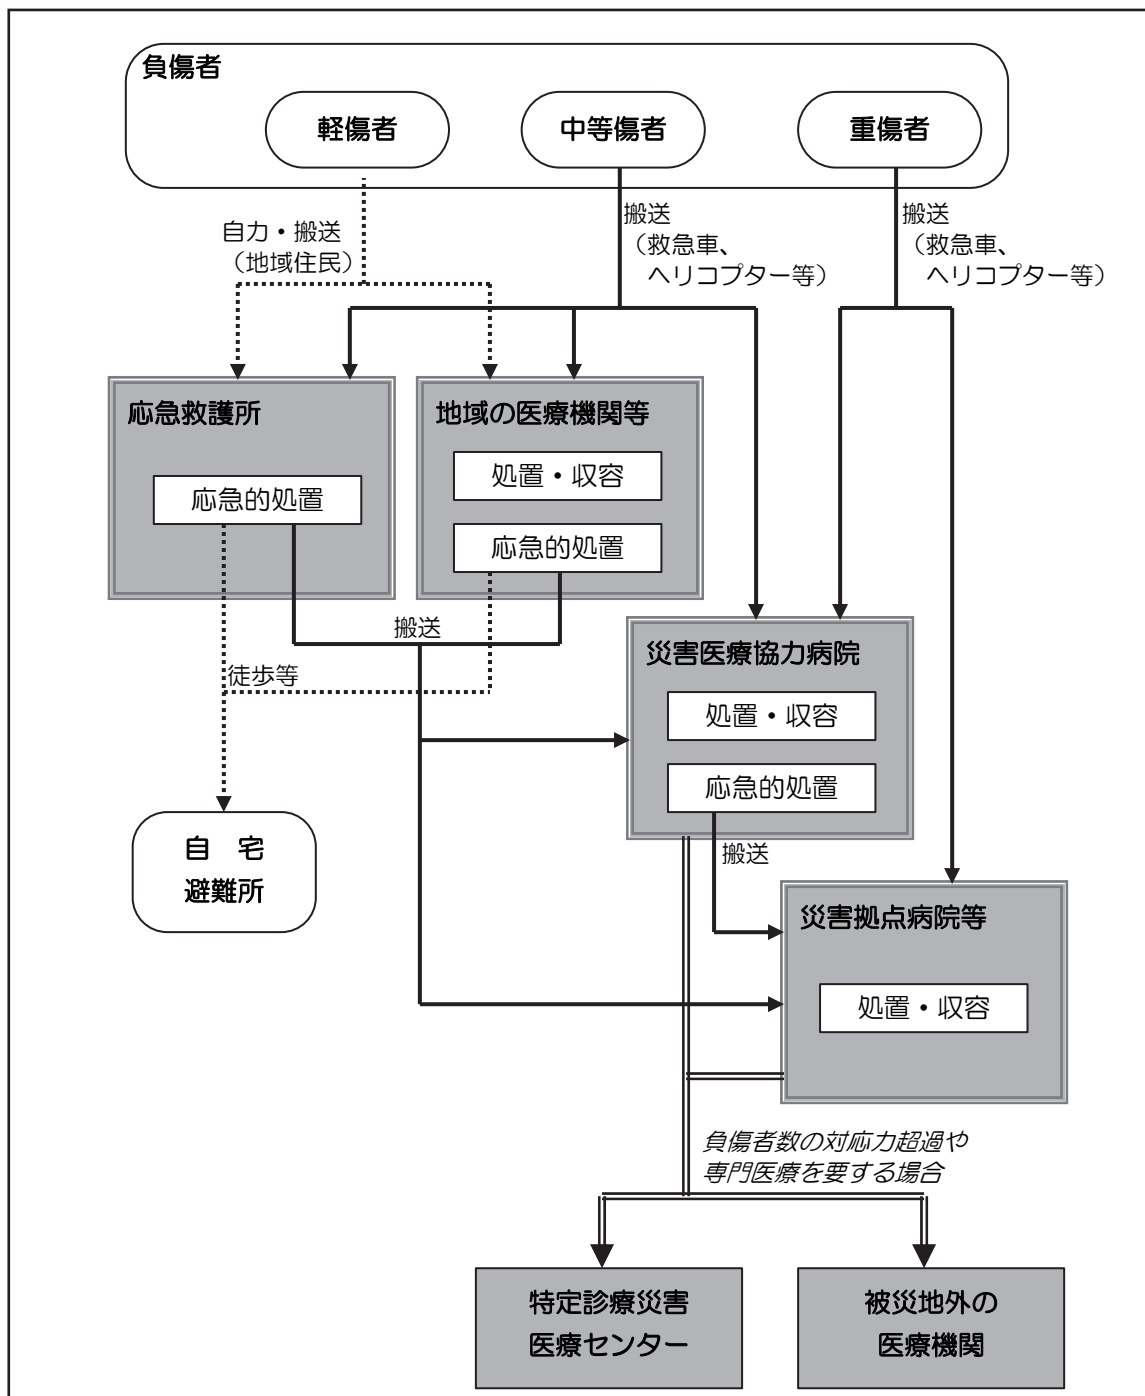 負傷者
軽傷者
中等傷者
重傷者
自力・搬送
（地域住民）
搬送
（救急車、
ヘリコプター等）
搬送
（救急車、
ヘリコプター等）
応急救護所
応急的処置
地域の医療機関等
処置・収容
応急的処置
搬送
徒歩等
災害医療協力病院
処置・収容
応急的処置
搬送
自　宅
避難所
災害拠点病院等
処置・収容
負傷者数の対応力超過や
専門医療を要する場合
特定診療災害
医療センター
被災地外の
医療機関